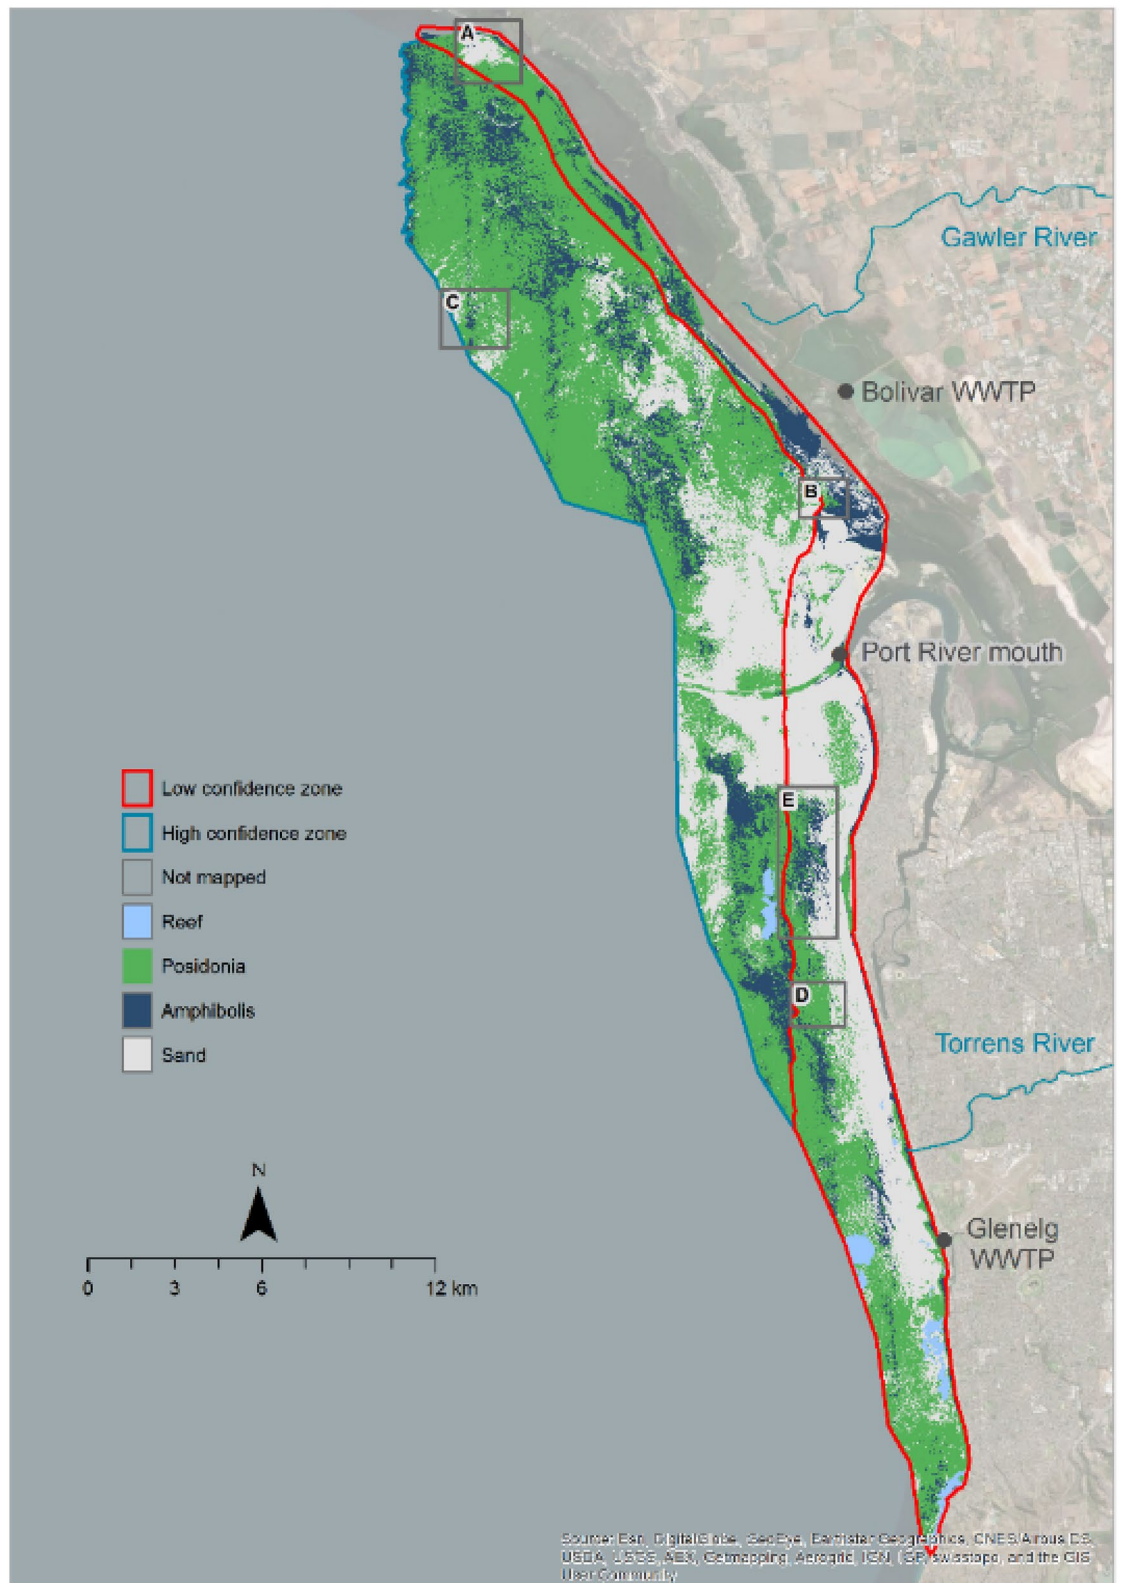 A
Gawler River
C
Bolivar WWTP
B
Port River mouth
Low confidence zone
E
High confidence zone
Not mapped
Reef
Posidonia
D
Amphibolis
Torrens River
Sand
N
Glenelg
WWTP
0 3 6 12 km
Source: Esri, DigitalGlobe, GeoEye, Earthstar Geographics, CNES/Airbus DS,
USDA, USGS, AEX, Getmapping, Aerogrid, IGN, IGP, swisstopo, and the GIS
User Community